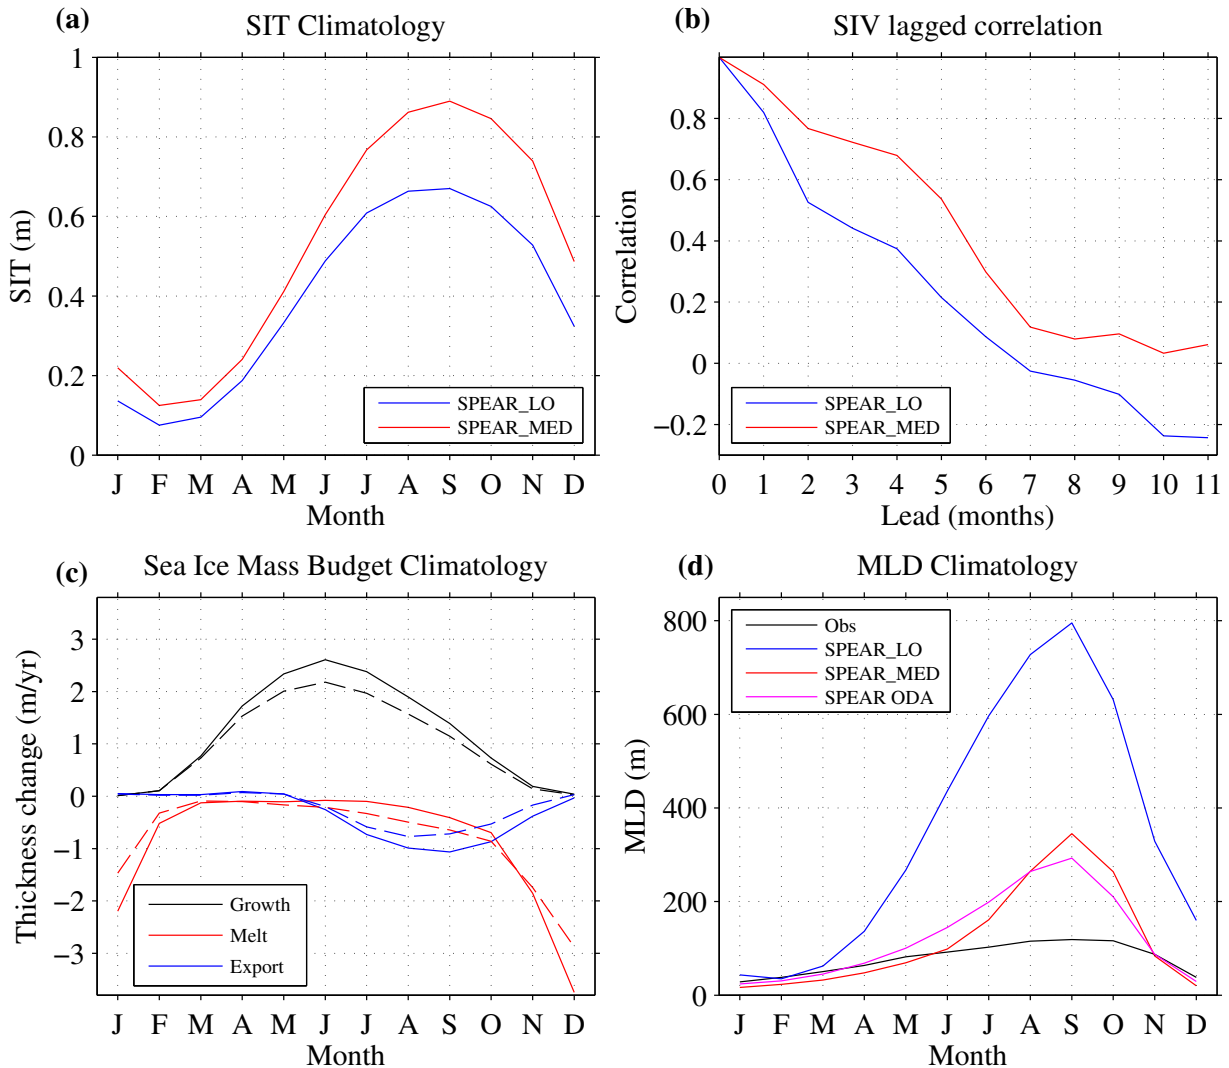 (a) SIT Climatology
1
0.8
0.6
0.4
0.2
0
SIT (m)
SPEAR_LO
SPEAR_MED
J F M A M J J A S O N D
Month
(b) SIV lagged correlation
0.8
0.6
0.4
0.2
0
−0.2
Correlation
SPEAR_LO
SPEAR_MED
0 1 2 3 4 5 6 7 8 9 10 11
Lead (months)
(c) Sea Ice Mass Budget Climatology
3
2
1
0
−1
−2
−3
Thickness change (m/yr)
Growth
Melt
Export
J F M A M J J A S O N D
Month
(d) MLD Climatology
800
600
400
200
0
MLD (m)
Obs
SPEAR_LO
SPEAR_MED
SPEAR ODA
J F M A M J J A S O N D
Month